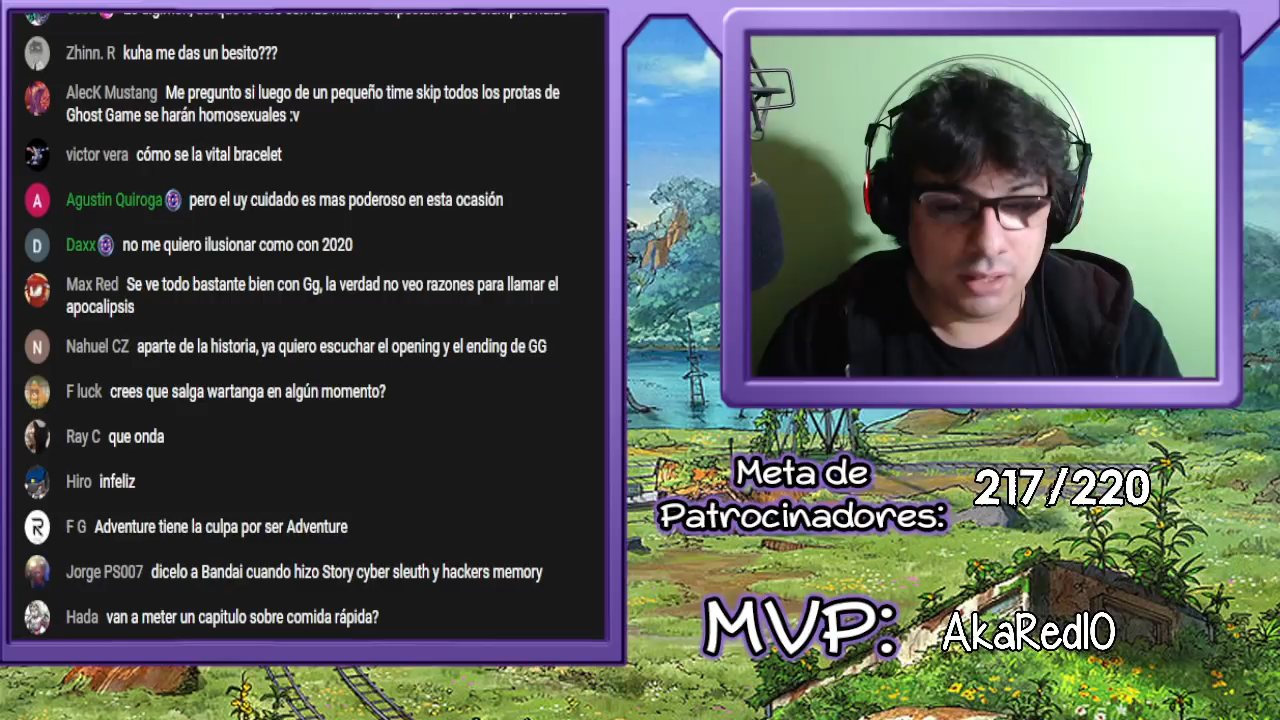 Zhinn. R kuha me das un besito???
AlecK Mustang Me pregunto si luego de un pequeño time skip todos los protas de
Ghost Game se harán homosexuales :v
victor vera cómo se la vital bracelet
Agustin Quiroga pero el uy cuidado es mas poderoso en esta ocasión
Daxx no me quiero ilusionar como con 2020
Max Red Se ve todo bastante bien con Gg, la verdad no veo razones para llamar el
apocalipsis
Nahuel CZ aparte de la historia, ya quiero escuchar el opening y el ending de GG
F luck crees que salga wartanga en algún momento?
Ray C que onda
Hiro infeliz
F G Adventure tiene la culpa por ser Adventure
Jorge PS007 dicelo a Bandai cuando hizo Story cyber sleuth y hackers memory
Hada van a meter un capitulo sobre comida rápida?
Meta de
Patrocinadores:
217/220
MVP:
AkaRed10